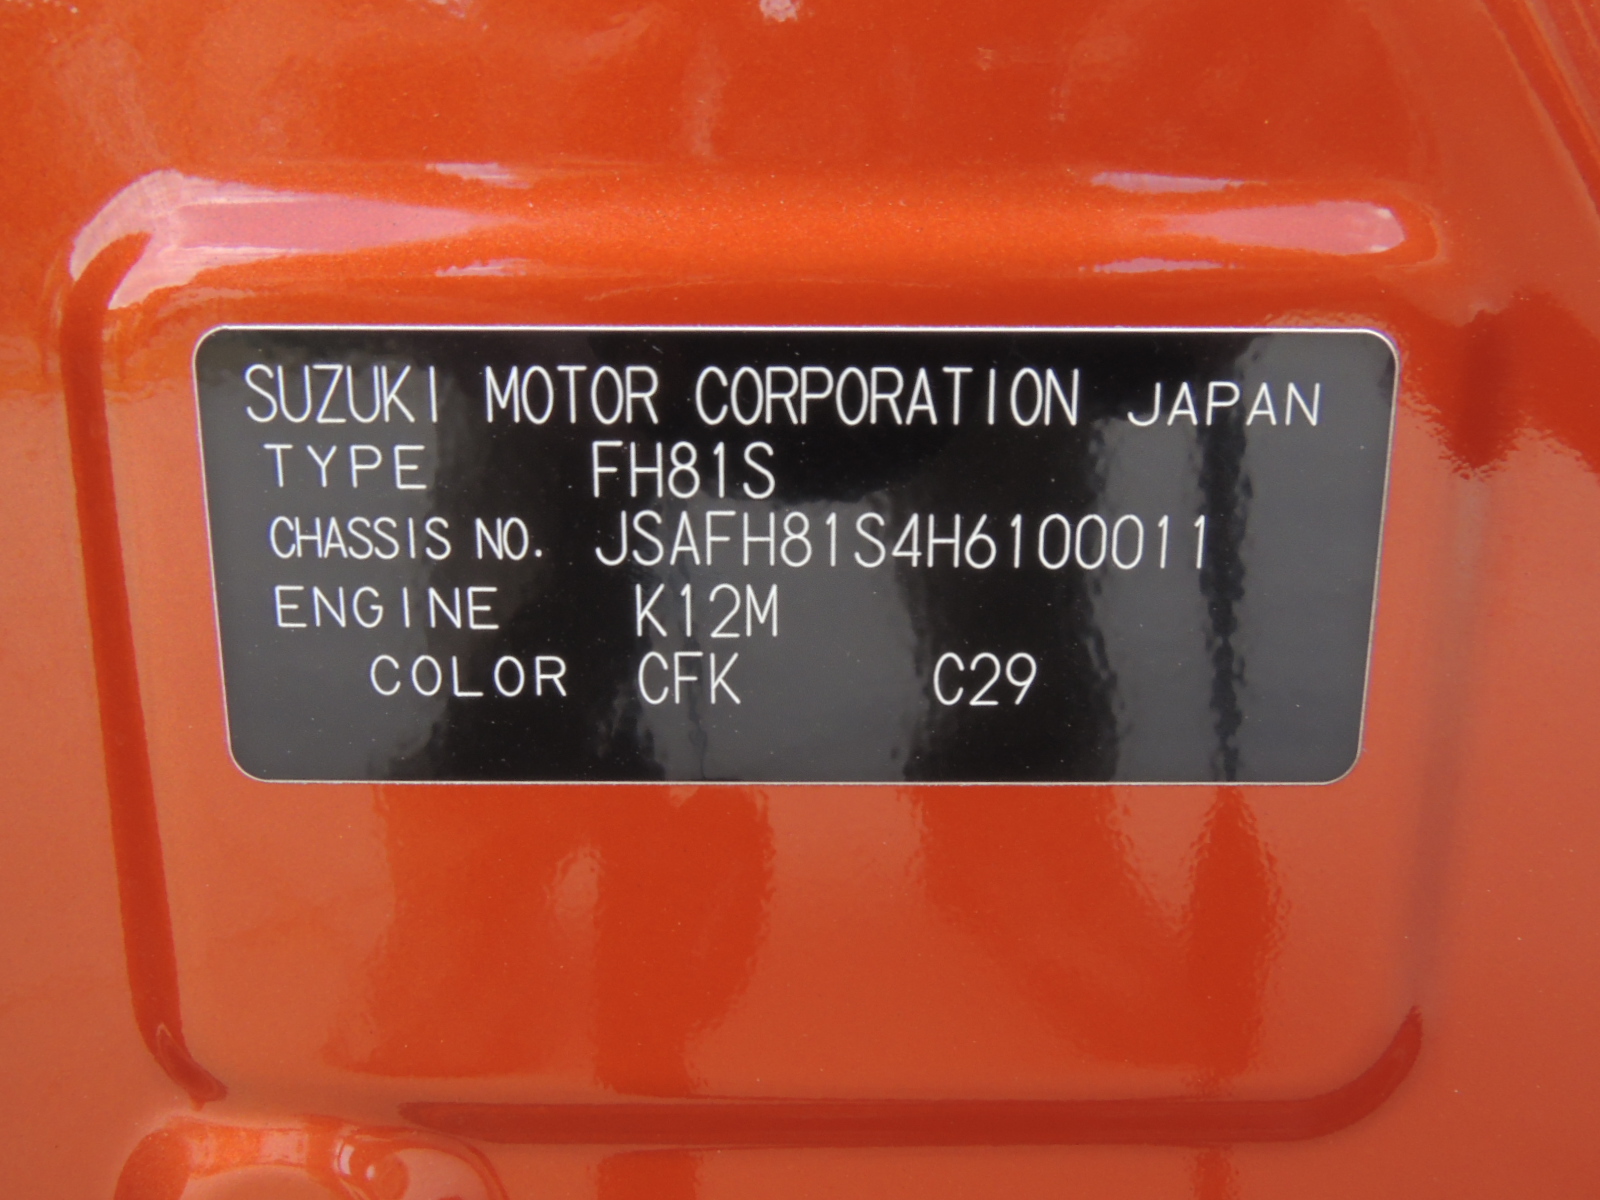 SUZUKI MOTOR CORPORATION JAPAN
TYPE FH81S
CHASSIS NO. JSAFH81S4H6100011
ENGINE K12M
COLOR CFK C29